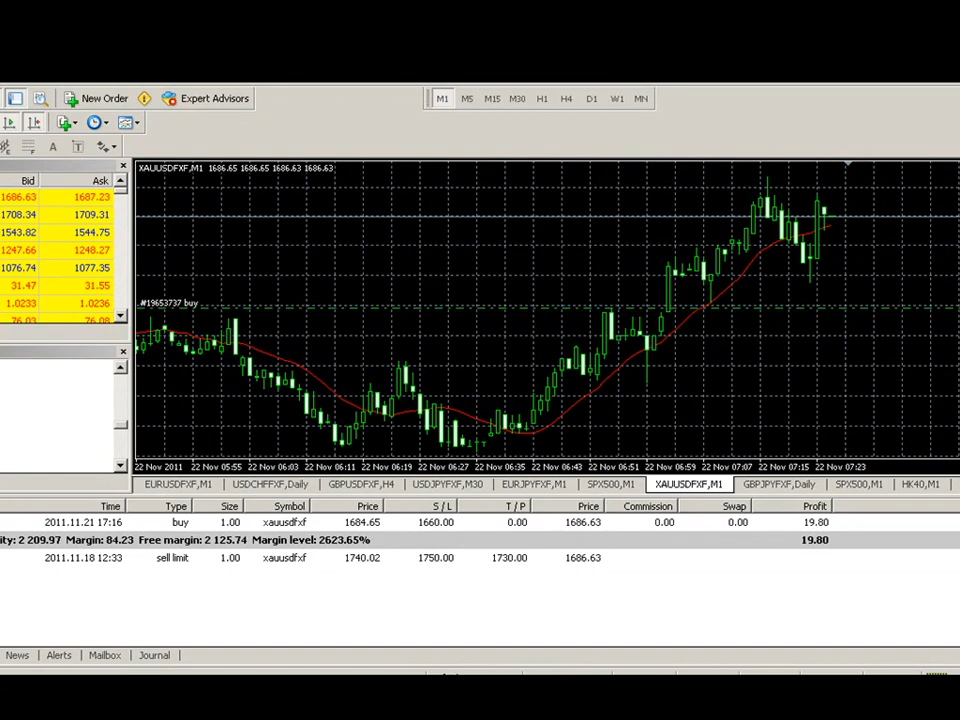 New Order Expert Advisors M1 M5 M15 M30 H1 H4 D1 W1 MN
A T
Bid Ask
1686.63 1687.23
1708.34 1709.31
1543.82 1544.75
1247.66 1248.27
1076.74 1077.35
31.47 31.55
1.0233 1.0236
76.03 76.08
XAUUSDFXF,M1 1686.65 1686.65 1686.63 1686.63
#19653737 buy
22 Nov 2011 22 Nov 05:55 22 Nov 06:03 22 Nov 06:11 22 Nov 06:19 22 Nov 06:27 22 Nov 06:35 22 Nov 06:43 22 Nov 06:51 22 Nov 06:59 22 Nov 07:07 22 Nov 07:15 22 Nov 07:23
EURUSDFXF,M1 USDCHFFXF,Daily GBPUSDFXF,H4 USDJPYFXF,M30 EURJPYFXF,M1 SPX500,M1 XAUUSDFXF,M1 GBPJPYFXF,Daily SPX500,M1 HK40,M1
Time Type Size Symbol Price S / L T / P Price Commission Swap Profit
2011.11.21 17:16 buy 1.00 xauusdfxf 1684.65 1660.00 0.00 1686.63 0.00 0.00 19.80
ity: 2 209.97 Margin: 84.23 Free margin: 2 125.74 Margin level: 2623.65% 19.80
2011.11.18 12:33 sell limit 1.00 xauusdfxf 1740.02 1750.00 1730.00 1686.63
News Alerts Mailbox Journal